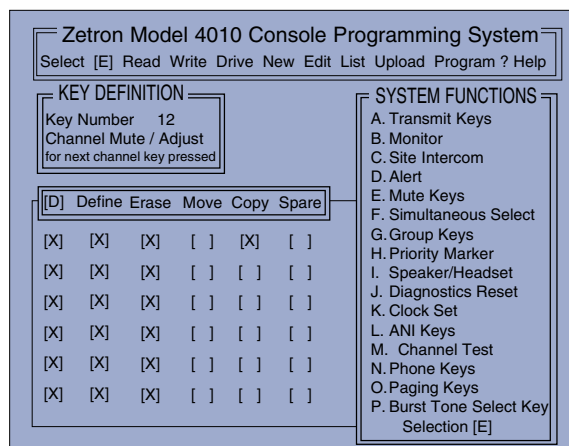 Zetron Model 4010 Console Programming System
Select [E] Read Write Drive New Edit List Upload Program ? Help
KEY DEFINITION
Key Number 12
Channel Mute / Adjust
for next channel key pressed
[D] Define Erase Move Copy Spare
[X] [X] [X] [ ] [X] [ ]
[X] [X] [X] [ ] [ ] [ ]
[X] [X] [X] [ ] [ ] [ ]
[X] [X] [X] [ ] [ ] [ ]
[X] [X] [X] [ ] [ ] [ ]
[X] [X] [X] [ ] [ ] [ ]
SYSTEM FUNCTIONS
A. Transmit Keys
B. Monitor
C. Site Intercom
D. Alert
E. Mute Keys
F. Simultaneous Select
G. Group Keys
H. Priority Marker
I. Speaker/Headset
J. Diagnostics Reset
K. Clock Set
L. ANI Keys
M. Channel Test
N. Phone Keys
O. Paging Keys
P. Burst Tone Select Key
Selection [E]